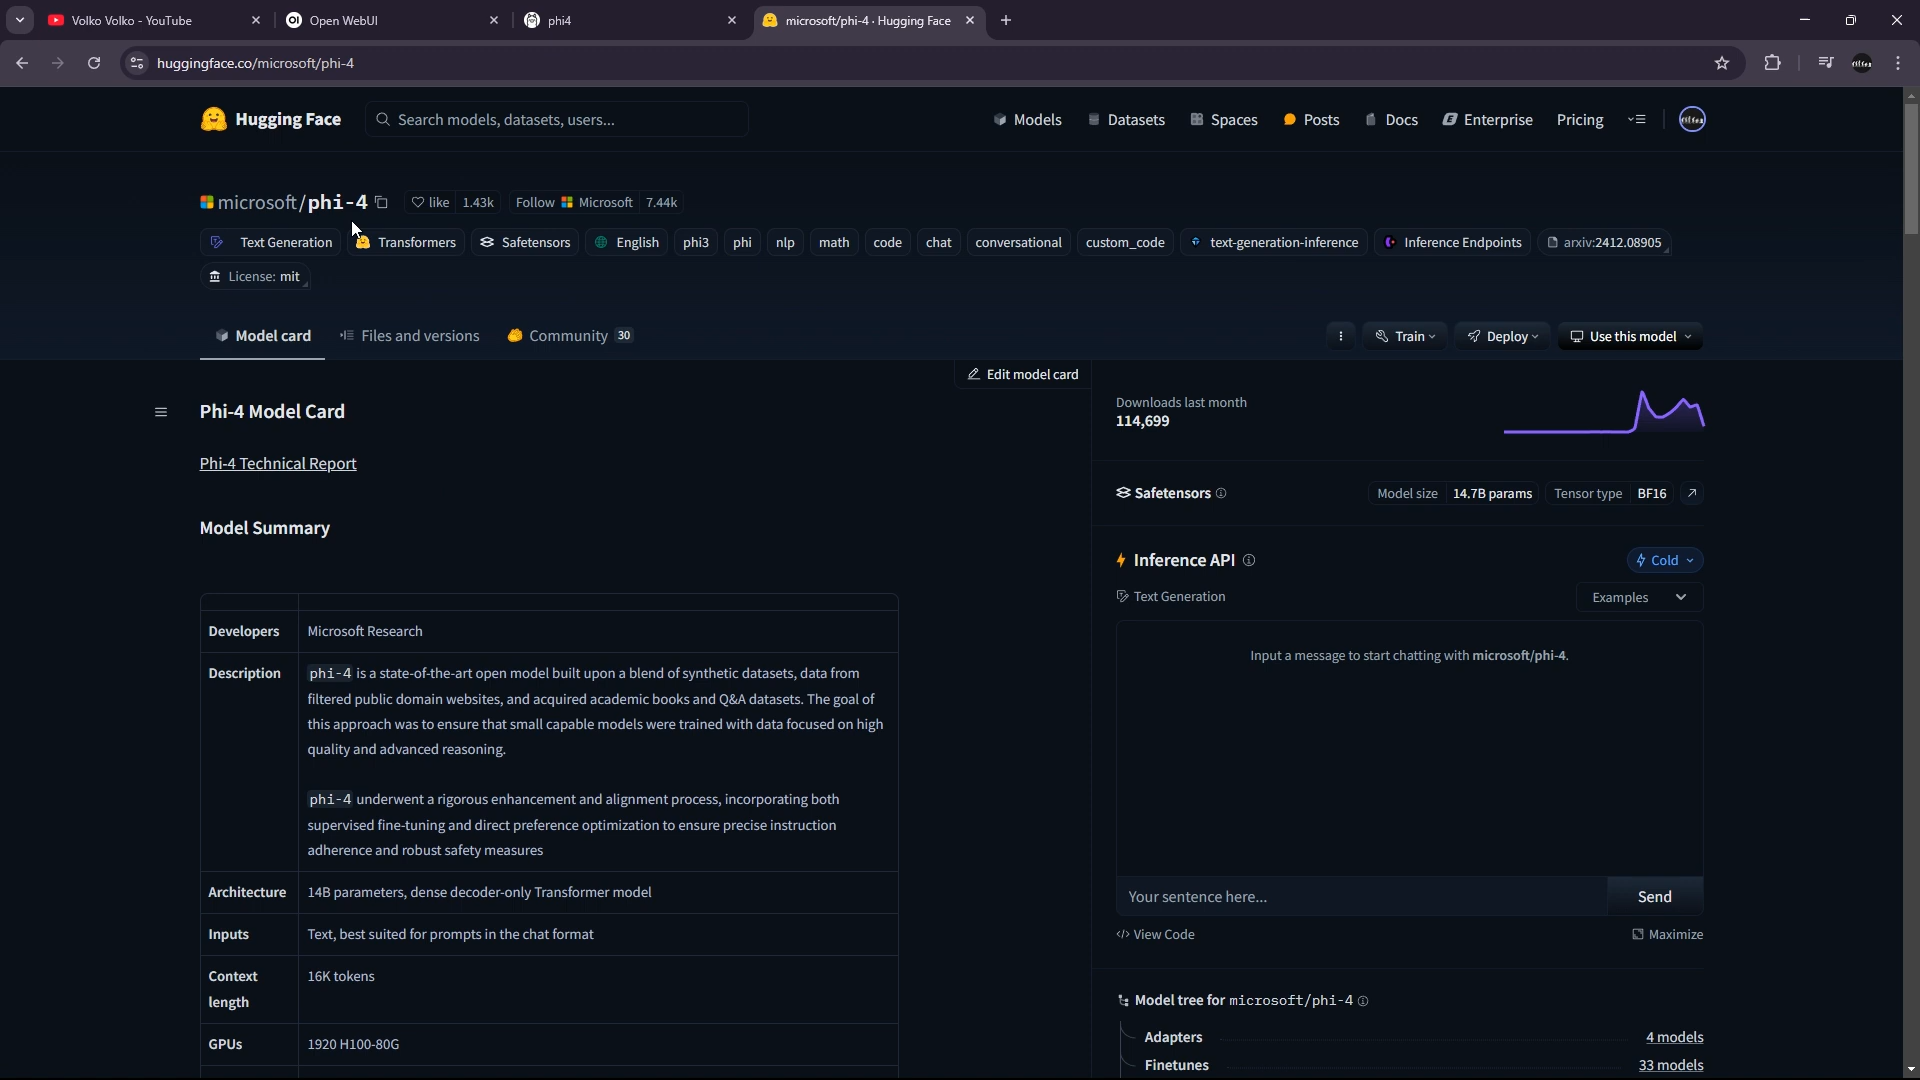 Volko Volko - YouTube
Open WebUI
phi4
microsoft/phi-4 · Hugging Face
huggingface.co/microsoft/phi-4
Hugging Face
Search models, datasets, users...
Models
Datasets
Spaces
Posts
Docs
Enterprise
Pricing
microsoft/phi-4
like 1.43k
Follow Microsoft 7.44k
Text Generation
Transformers
Safetensors
English
phi3
phi
nlp
math
code
chat
conversational
custom_code
text-generation-inference
Inference Endpoints
arxiv:2412.08905
License: mit
Model card
Files and versions
Community 30
Train
Deploy
Use this model
Edit model card
Phi-4 Model Card
Phi-4 Technical Report
Model Summary
Developers Microsoft Research
Description phi-4 is a state-of-the-art open model built upon a blend of synthetic datasets, data from
filtered public domain websites, and acquired academic books and Q&A datasets. The goal of
this approach was to ensure that small capable models were trained with data focused on high
quality and advanced reasoning.
phi-4 underwent a rigorous enhancement and alignment process, incorporating both
supervised fine-tuning and direct preference optimization to ensure precise instruction
adherence and robust safety measures
Architecture 14B parameters, dense decoder-only Transformer model
Inputs Text, best suited for prompts in the chat format
Context 16K tokens
length
GPUs 1920 H100-80G
Downloads last month
114,699
Safetensors
Model size 14.7B params
Tensor type BF16
Inference API
Cold
Text Generation
Examples
Input a message to start chatting with microsoft/phi-4.
Your sentence here...
Send
View Code
Maximize
Model tree for microsoft/phi-4
Adapters 4 models
Finetunes 33 models